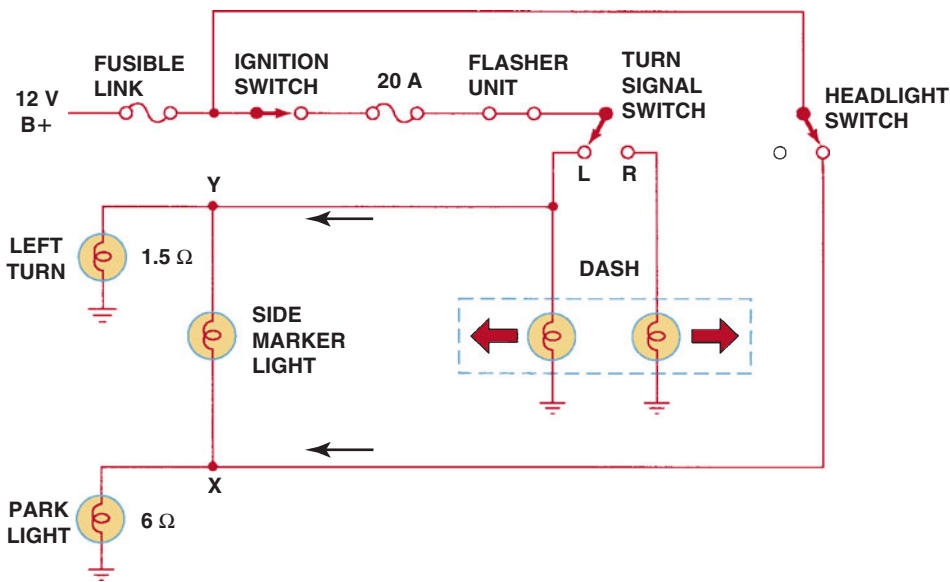 FUSIBLE
LINK
IGNITION
SWITCH
20 A
FLASHER
UNIT
TURN
SIGNAL
SWITCH
HEADLIGHT
SWITCH
12 V
B+
L R
Y
LEFT
TURN
1.5 Ω
DASH
SIDE
MARKER
LIGHT
X
PARK
LIGHT
6 Ω